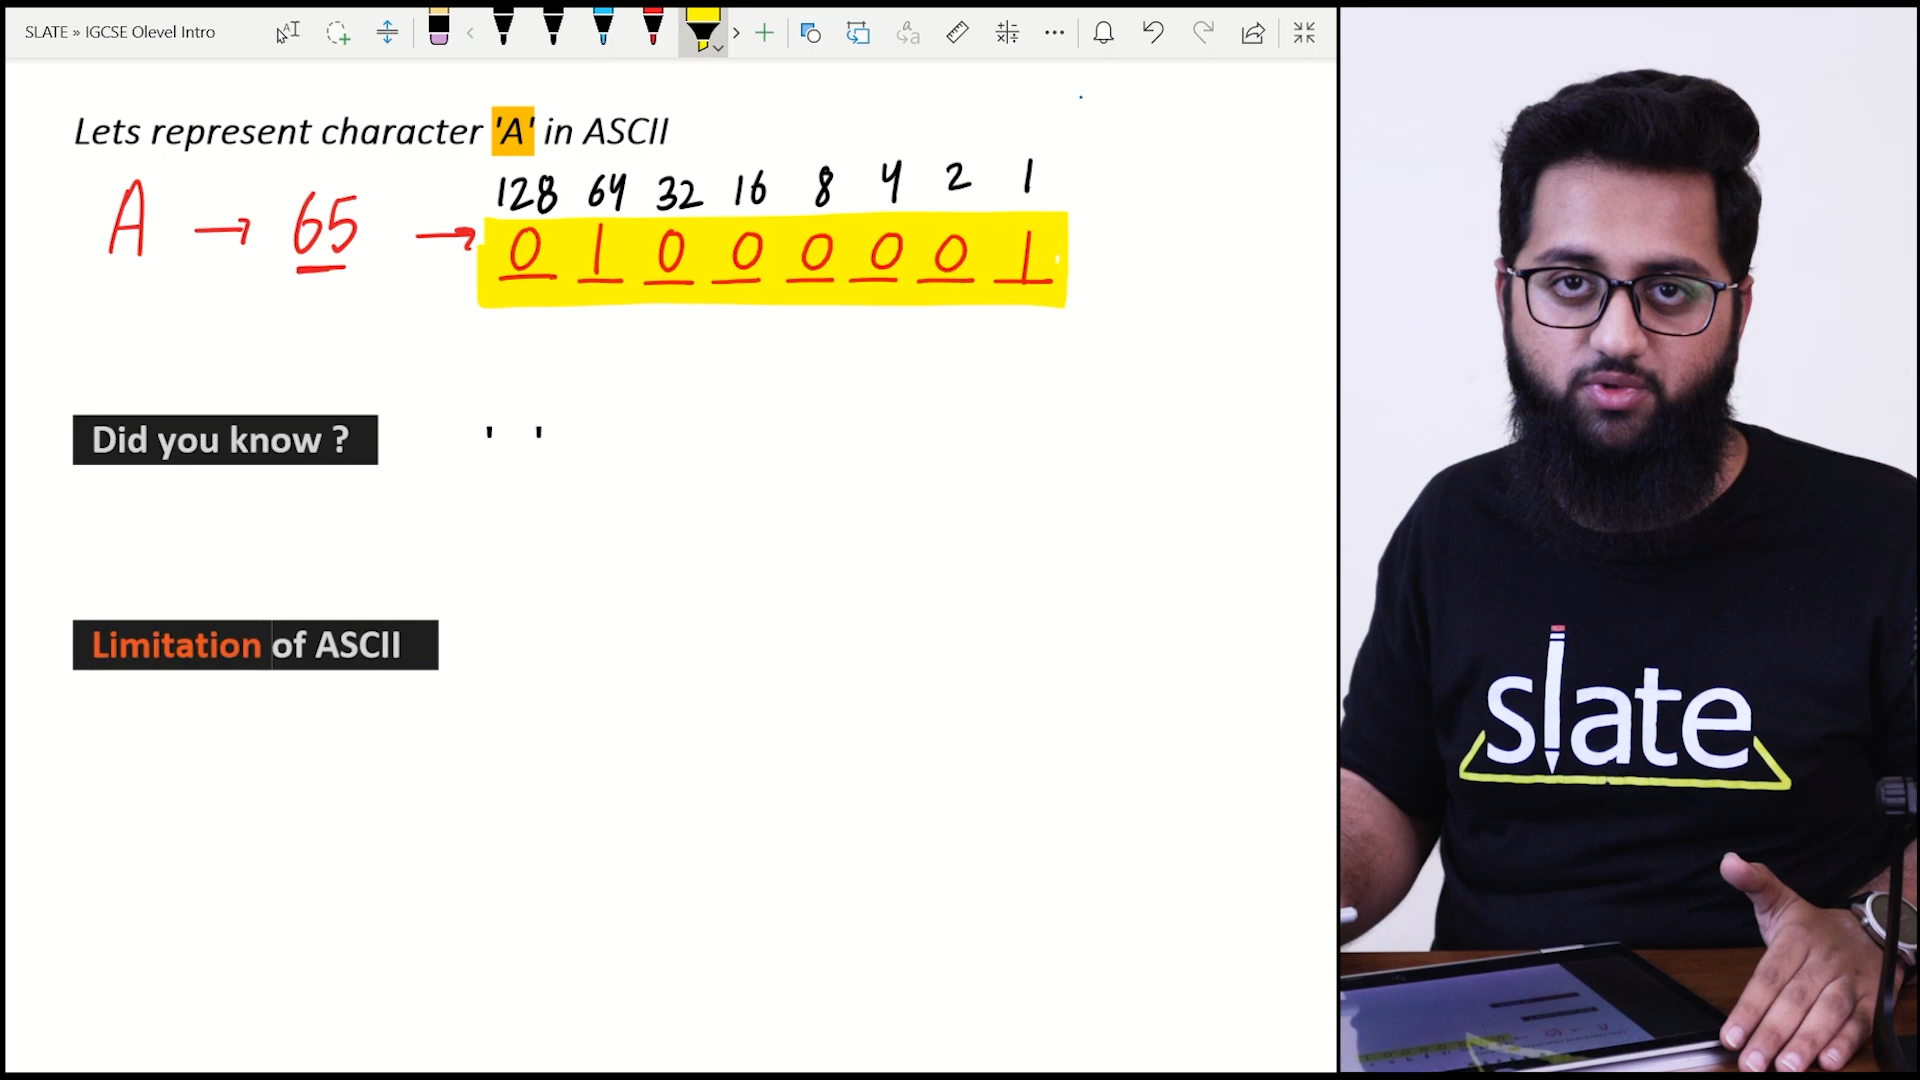 SLATE » IGCSE Olevel Intro
Lets represent character 'A' in ASCII
128 64 32 16 8 4 2 1
A → 65 → 0 1 0 0 0 0 0 1
Did you know ? ' '
Limitation of ASCII
slate